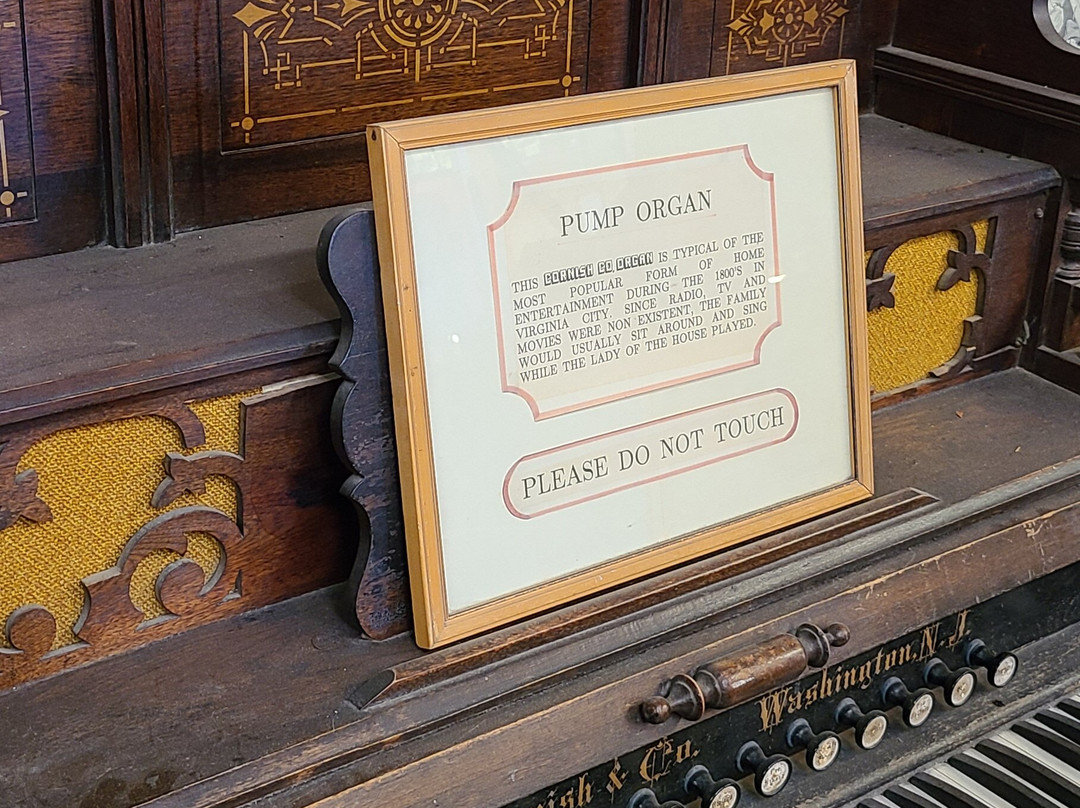 PUMP ORGAN
THIS CORNISH CO. ORGAN IS TYPICAL OF THE
MOST POPULAR FORM OF HOME
ENTERTAINMENT DURING THE 1800'S IN
VIRGINIA CITY. SINCE RADIO, TV AND
MOVIES WERE NON EXISTENT, THE FAMILY
WOULD USUALLY SIT AROUND AND SING
WHILE THE LADY OF THE HOUSE PLAYED.
PLEASE DO NOT TOUCH
ish & Co. Washington, N.J.